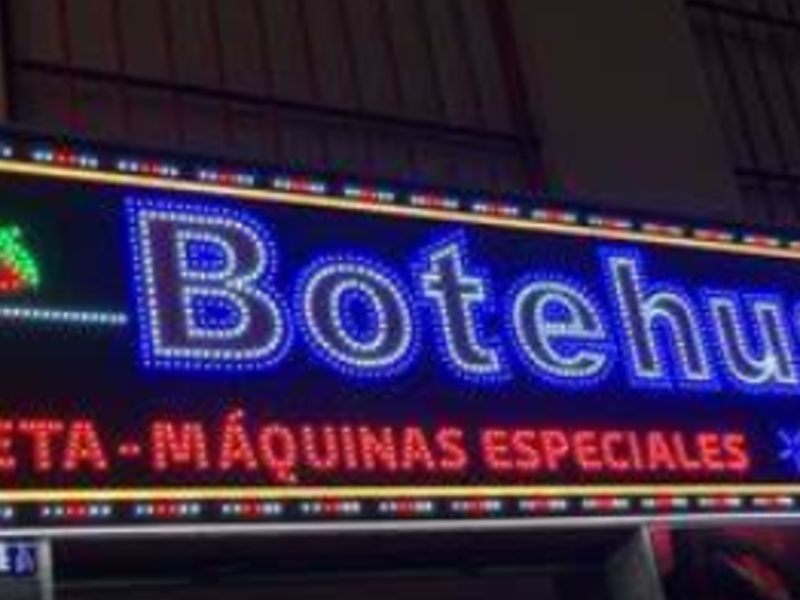 Botehu
ETA - MÁQUINAS ESPECIALES